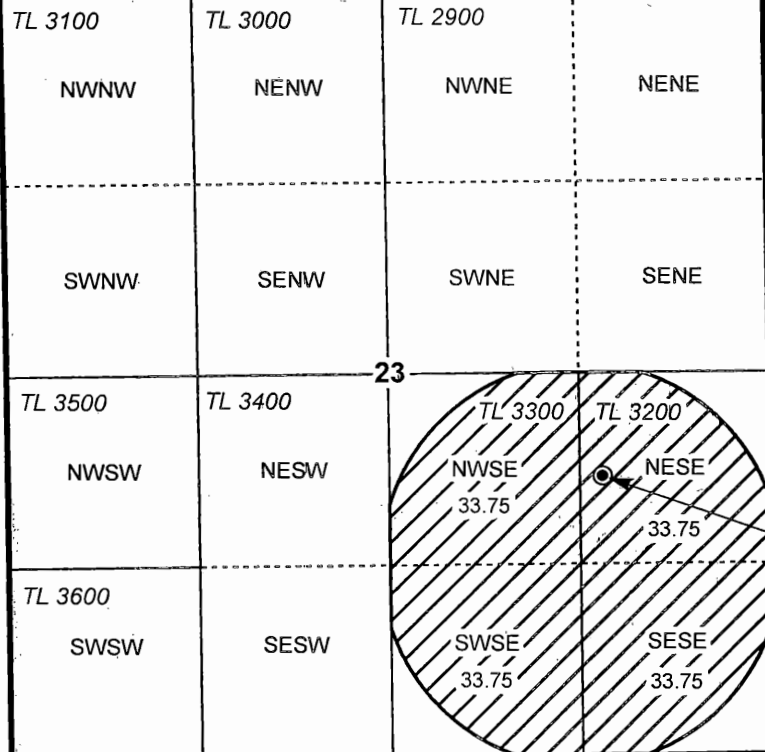 TL 3100 TL 3000 TL 2900
NWNW NENW NWNE NENE
SWNW SENW SWNE SENE
23
TL 3500 TL 3400 TL 3300 TL 3200
NWSW NESW NWSE NESE
33.75 33.75
TL 3600
SWSW SESW SWSE SESE
33.75 33.75